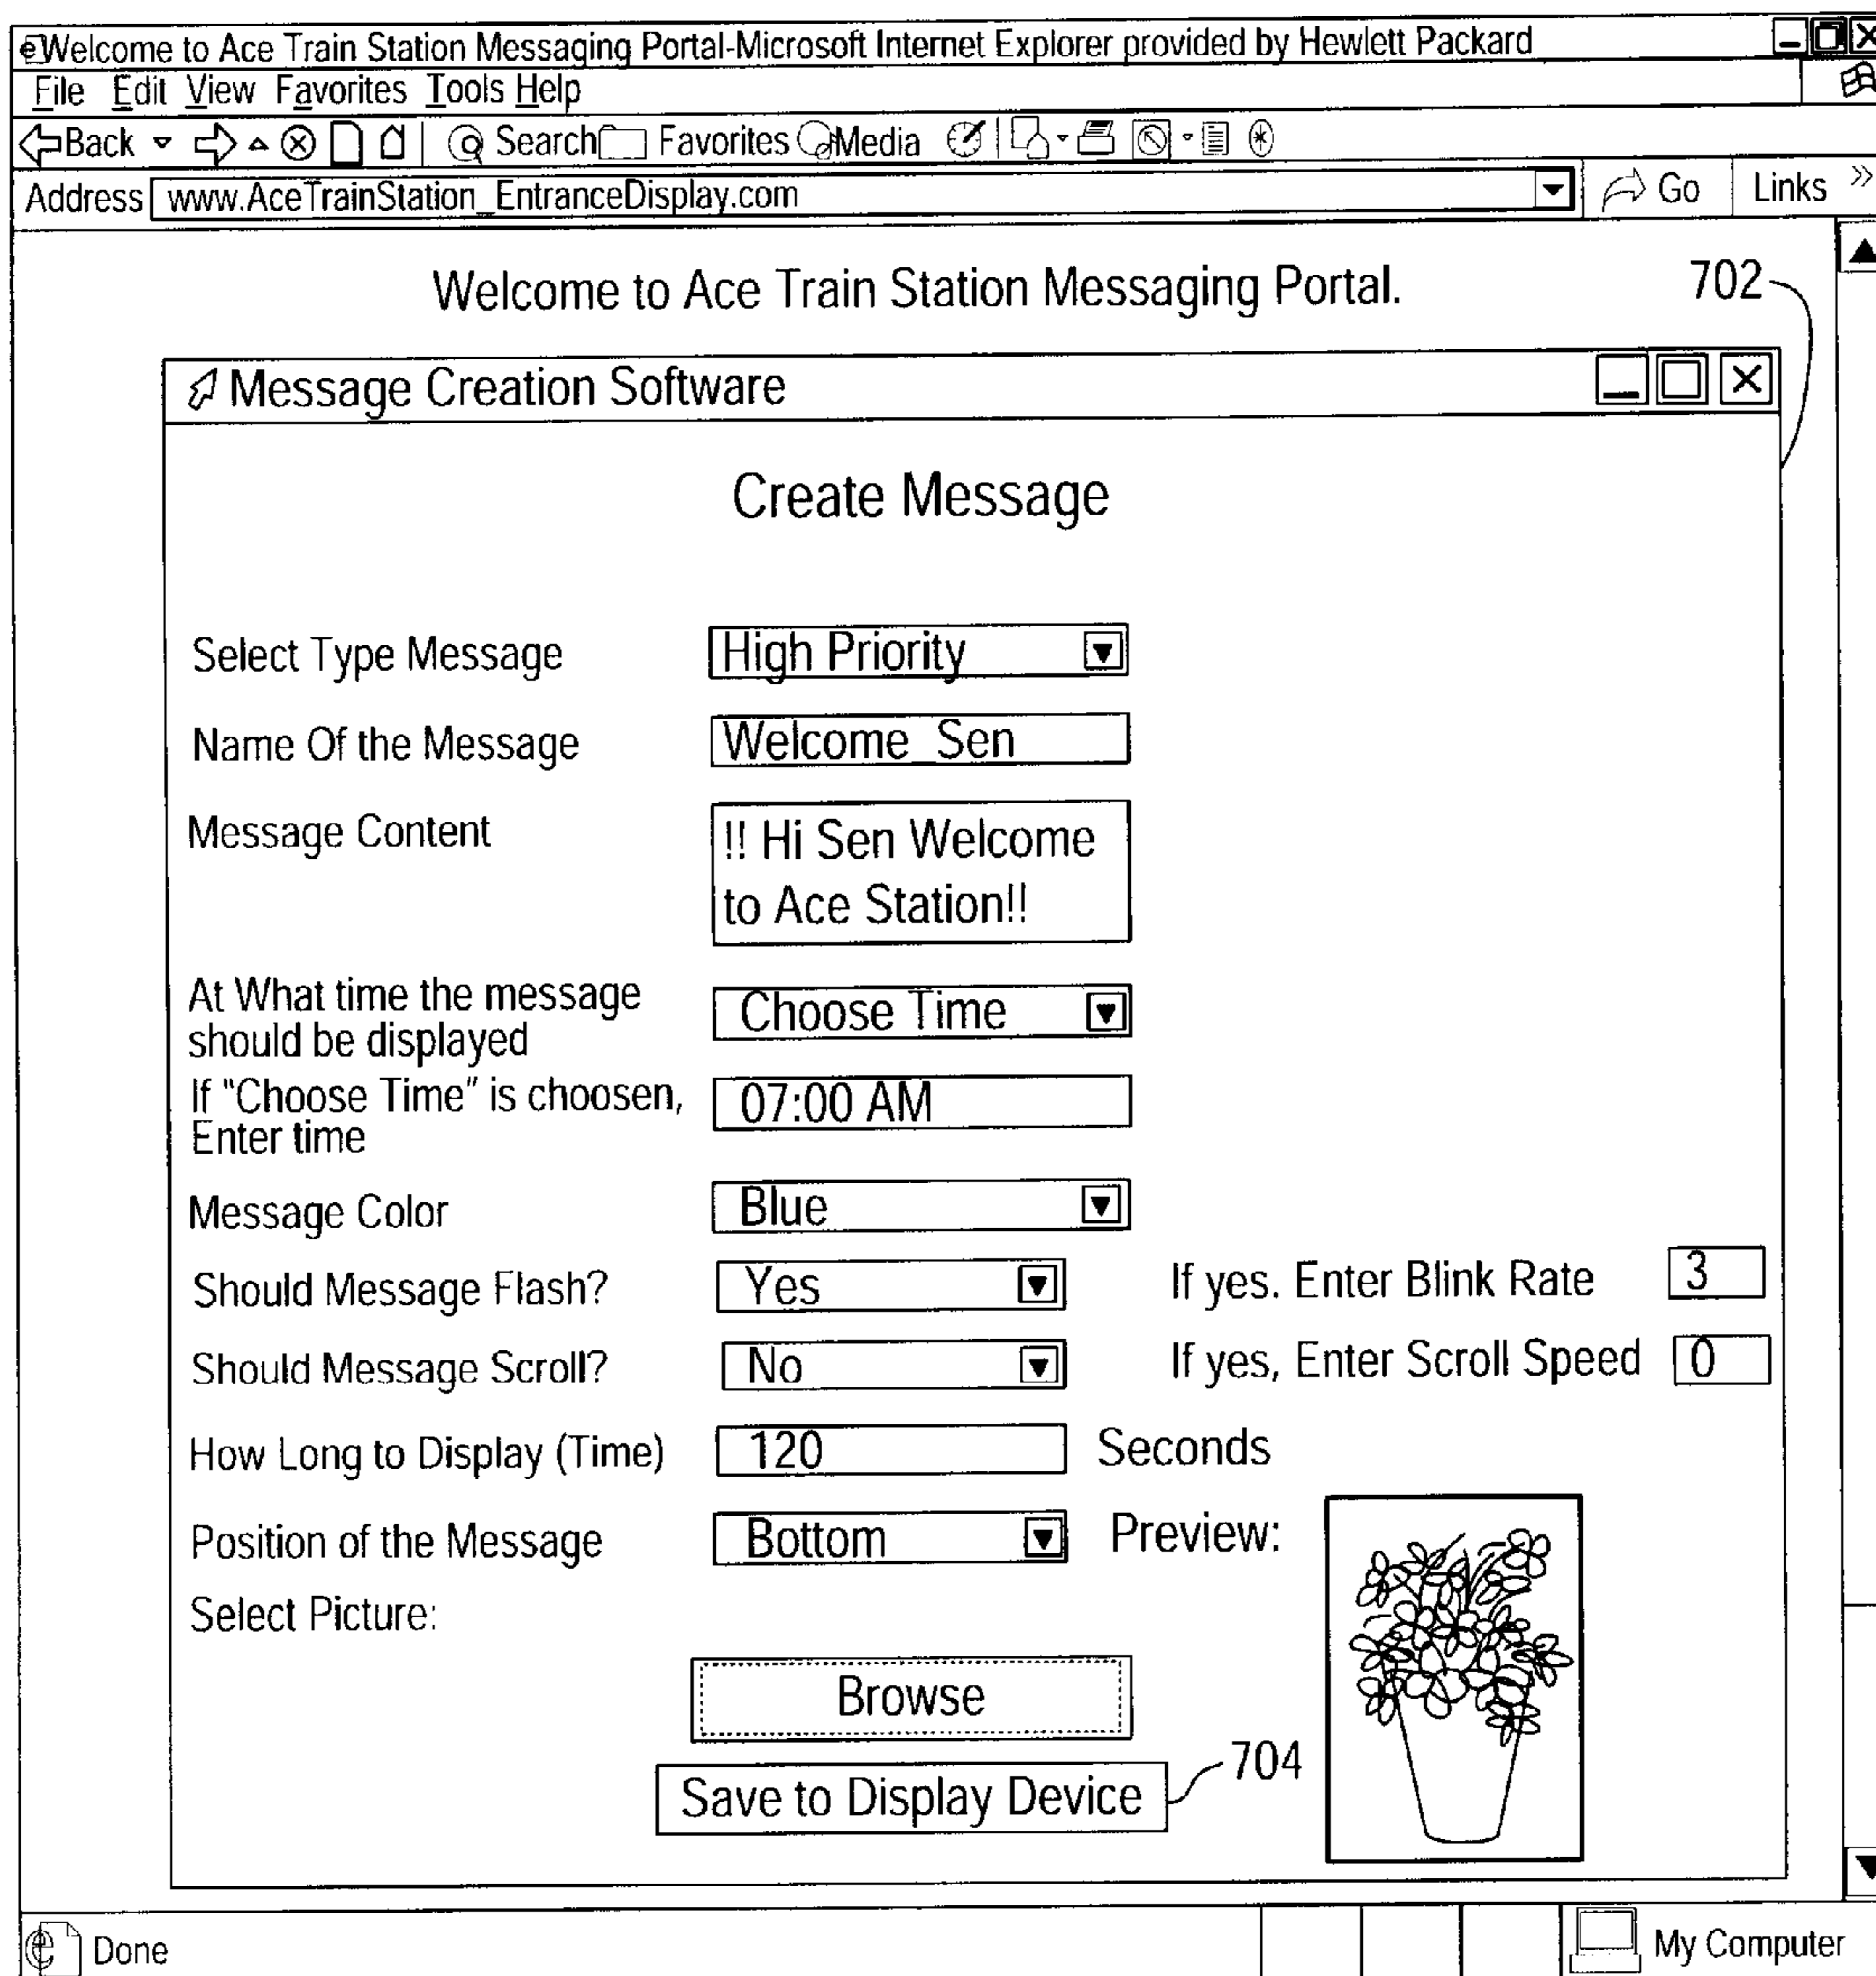 Welcome to Ace Train Station Messaging Portal-Microsoft Internet Explorer provided by Hewlett Packard
File Edit View Favorites Tools Help
Back Search Favorites Media
Address www.AceTrainStation_EntranceDisplay.com Go Links »
Welcome to Ace Train Station Messaging Portal.
702
Message Creation Software
Create Message
Select Type Message High Priority
Name Of the Message Welcome_Sen
Message Content !! Hi Sen Welcome
to Ace Station!!
At What time the message
should be displayed Choose Time
If "Choose Time" is choosen,
Enter time 07:00 AM
Message Color Blue
Should Message Flash? Yes If yes. Enter Blink Rate 3
Should Message Scroll? No If yes, Enter Scroll Speed 0
How Long to Display (Time) 120 Seconds
Position of the Message Bottom Preview:
Select Picture:
Browse
Save to Display Device 704
Done My Computer